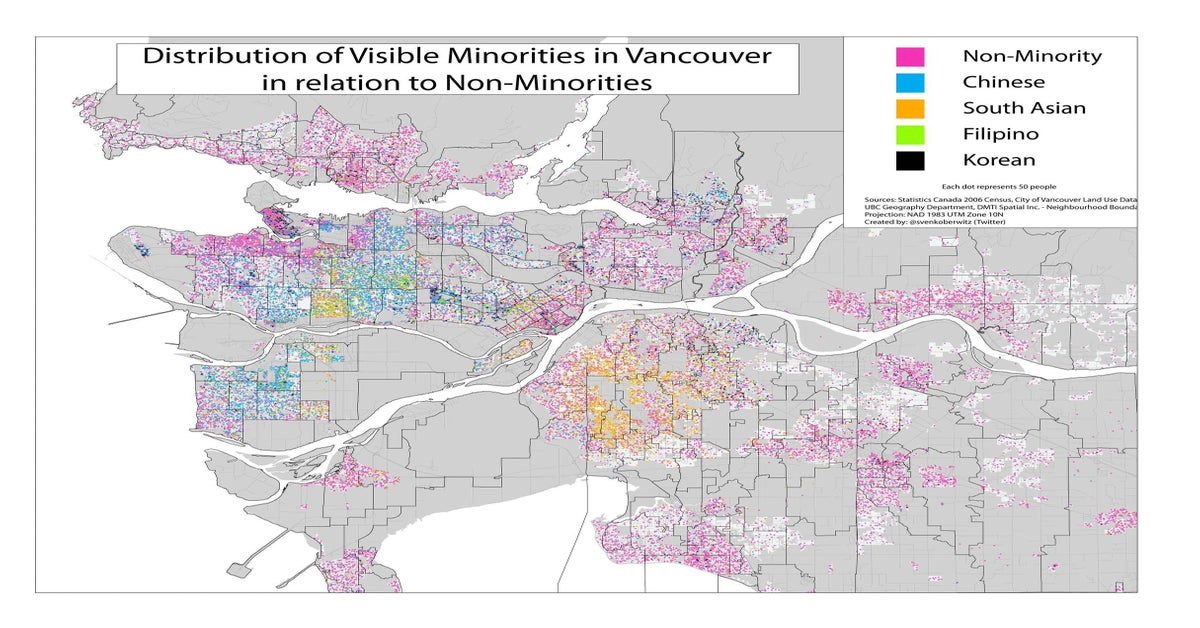 Distribution of Visible Minorities in Vancouver
in relation to Non-Minorities
Non-Minority
Chinese
South Asian
Filipino
Korean
Each dot represents 50 people
Sources: Statistics Canada 2006 Census, City of Vancouver Land Use Data
UBC Geography Department, DMTI Spatial Inc. - Neighbourhood Bounda
Projection: NAD 1983 UTM Zone 10N
Created by: @svenkoberwitz (Twitter)